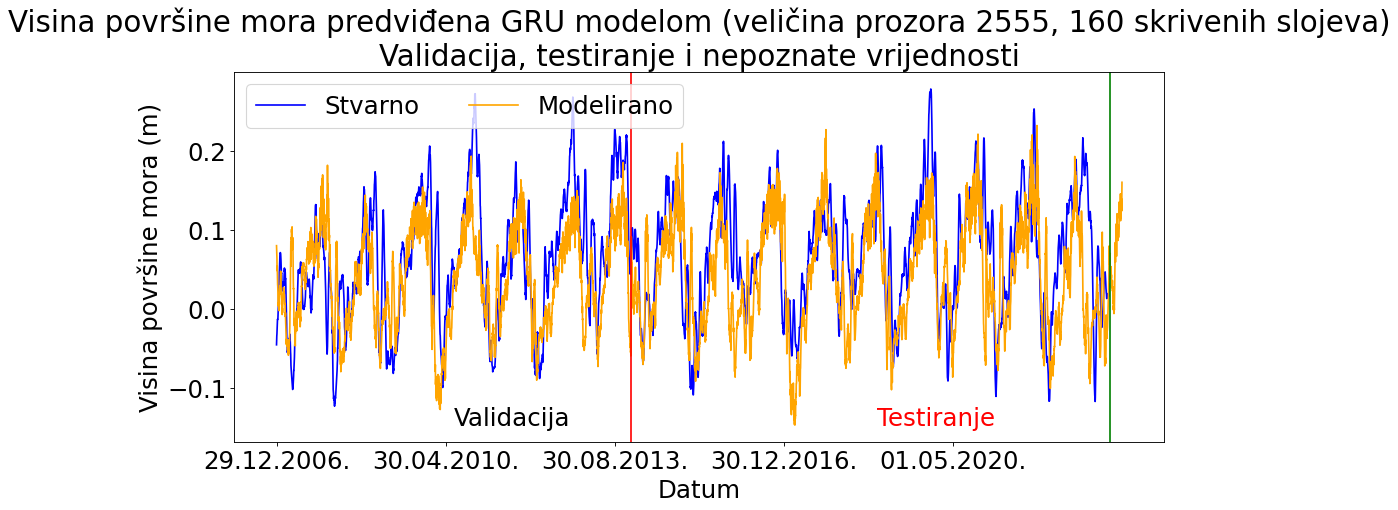 Visina površine mora predviđena GRU modelom (veličina prozora 2555, 160 skrivenih slojeva)
Validacija, testiranje i nepoznate vrijednosti
Stvarno
Modelirano
Visina površine mora (m)
0.2
0.1
0.0
−0.1
Validacija
Testiranje
29.12.2006.
30.04.2010.
30.08.2013.
30.12.2016.
01.05.2020.
Datum